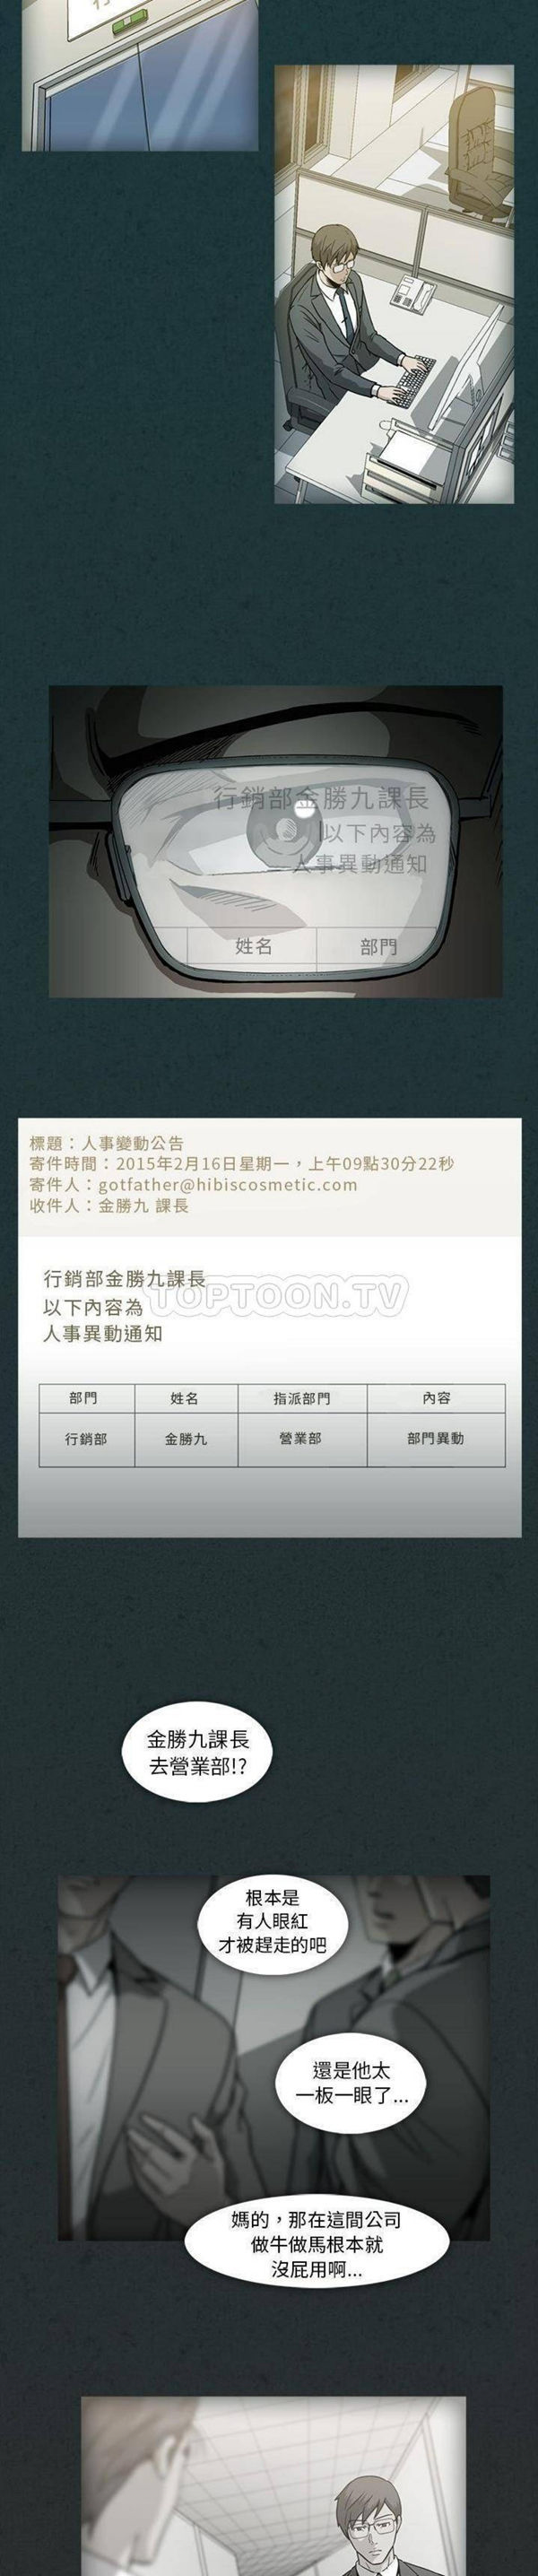 行
行銷部金勝九課長
以下內容為
人事異動通知
姓名 部門
標題：人事變動公告
寄件時間：2015年2月16日星期一，上午09點30分22秒
寄件人：gotfather@hibiscosmetic.com
收件人：金勝九 課長
行銷部金勝九課長
TOPTOON.TV
以下內容為
人事異動通知
部門 姓名 指派部門 內容
行銷部 金勝九 營業部 部門異動
金勝九課長
去營業部!?
根本是
有人眼紅
才被趕走的吧
還是他太
一板一眼了...
媽的，那在這間公司
做牛做馬根本就
沒屁用啊...